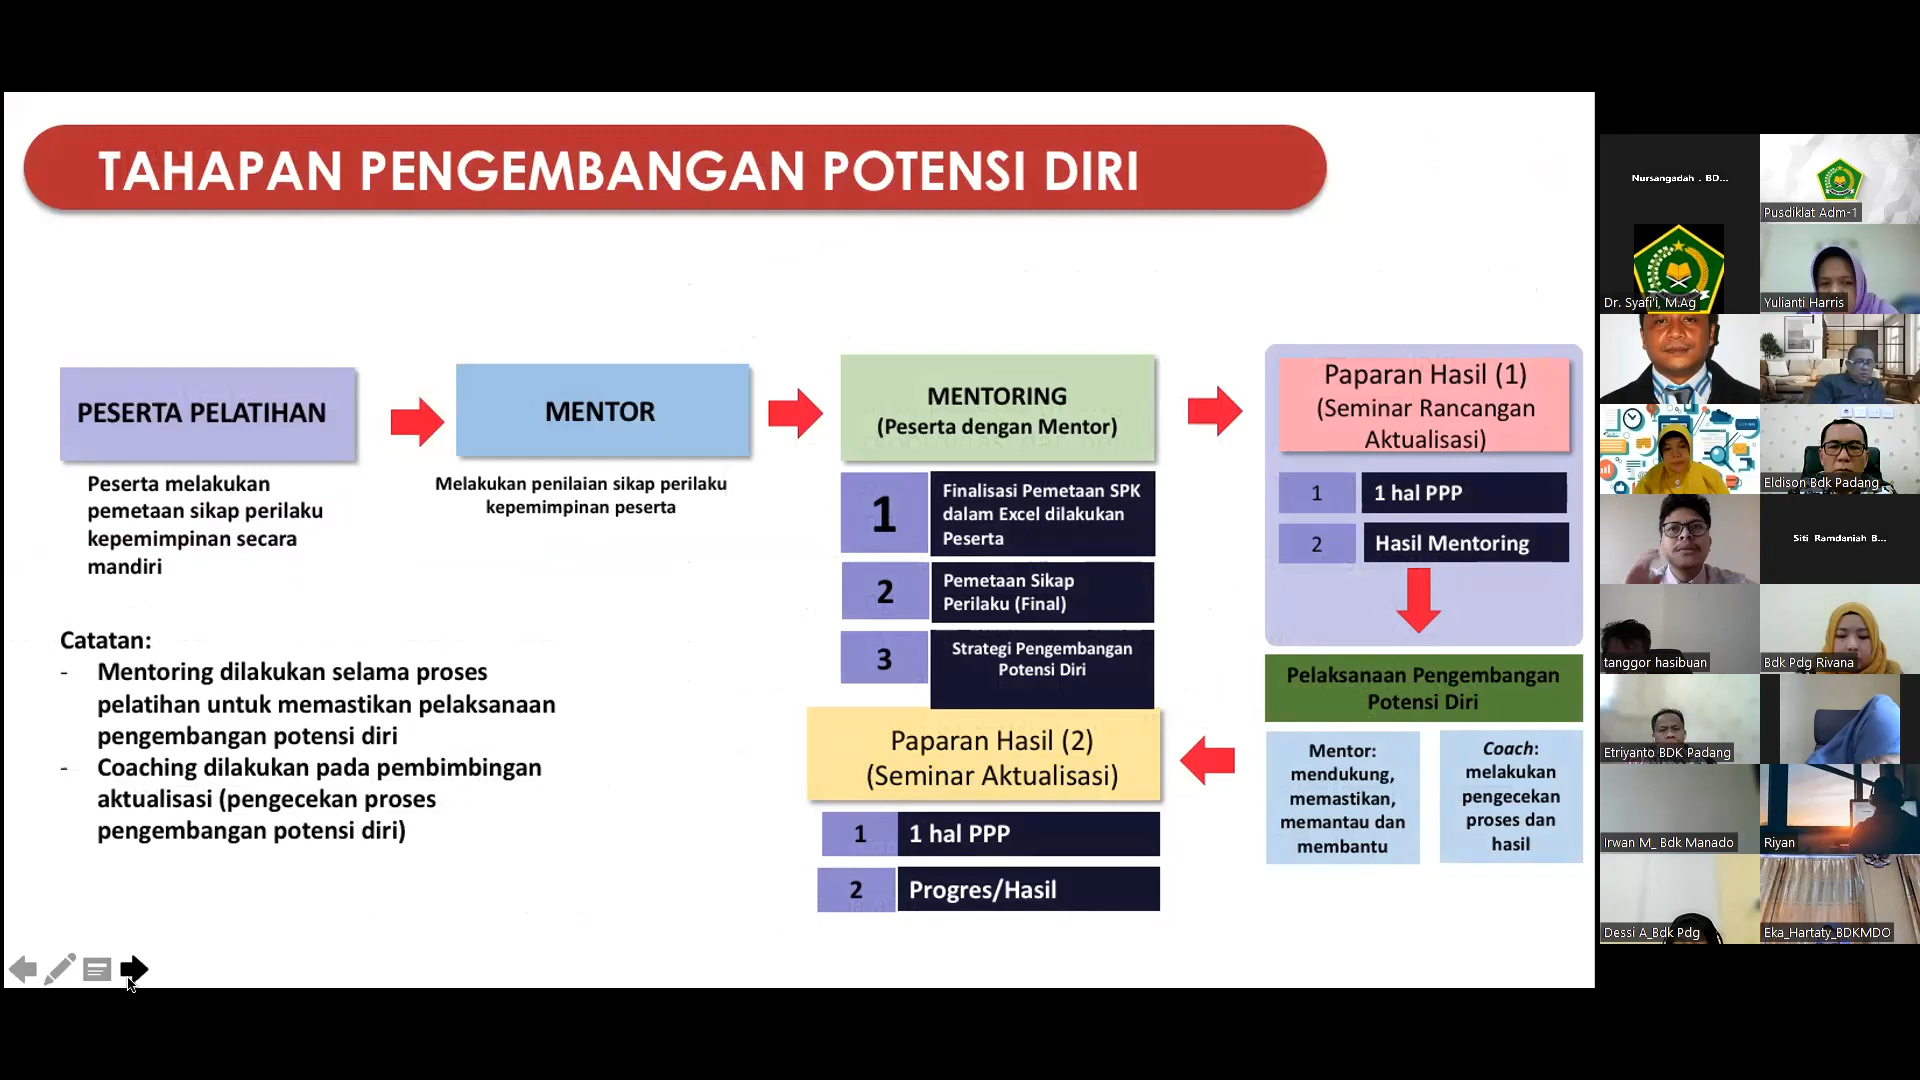 TAHAPAN PENGEMBANGAN POTENSI DIRI
PESERTA PELATIHAN
Peserta melakukan
pemetaan sikap perilaku
kepemimpinan secara
mandiri
MENTOR
Melakukan penilaian sikap perilaku
kepemimpinan peserta
MENTORING
(Peserta dengan Mentor)
1
Finalisasi Pemetaan SPK
dalam Excel dilakukan
Peserta
2
Pemetaan Sikap
Perilaku (Final)
3
Strategi Pengembangan
Potensi Diri
Paparan Hasil (1)
(Seminar Rancangan
Aktualisasi)
1
1 hal PPP
2
Hasil Mentoring
Pelaksanaan Pengembangan
Potensi Diri
Mentor:
mendukung,
memastikan,
memantau dan
membantu
Coach:
melakukan
pengecekan
proses dan
hasil
Paparan Hasil (2)
(Seminar Aktualisasi)
1
1 hal PPP
2
Progres/Hasil
Catatan:
- Mentoring dilakukan selama proses
pelatihan untuk memastikan pelaksanaan
pengembangan potensi diri
- Coaching dilakukan pada pembimbingan
aktualisasi (pengecekan proses
pengembangan potensi diri)
Nursangadah . BD...
Pusdiklat Adm-1
Dr. Syafi'i, M.Ag
Yulianti Harris
Eldison Bdk Padang
Siti Ramdaniah B...
tanggor hasibuan
Bdk Pdg Rivana
Etriyanto BDK Padang
Irwan M_ Bdk Manado
Riyan
Dessi A_Bdk Pdg
Eka_Hartaty_BDKMDO